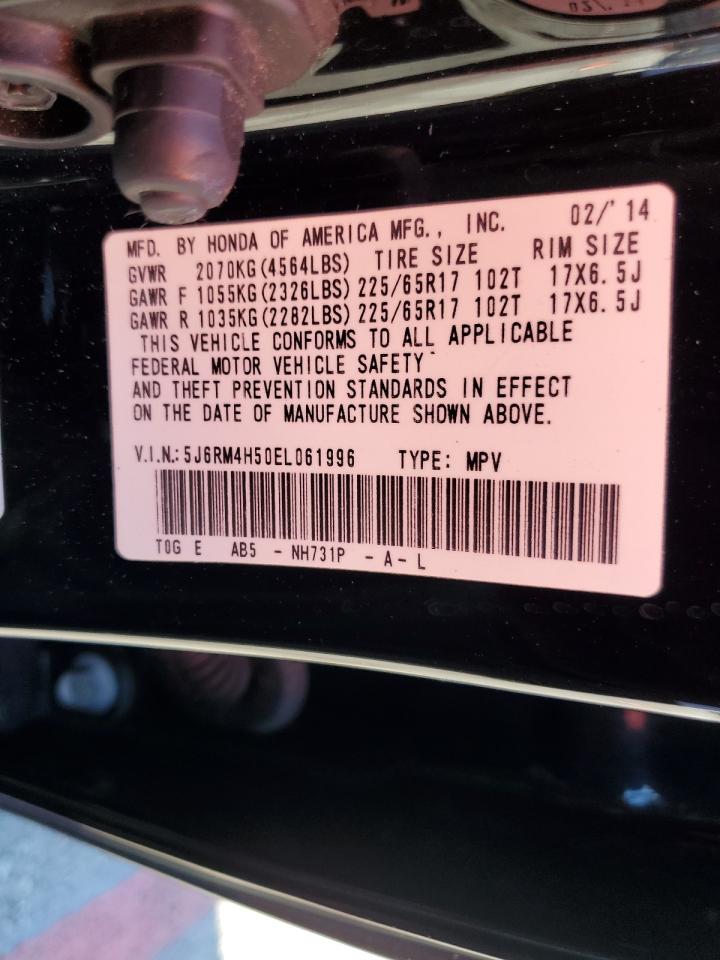 MFD. BY HONDA OF AMERICA MFG., INC. 02/'14
GVWR 2070KG(4564LBS) TIRE SIZE RIM SIZE
GAWR F 1055KG(2326LBS) 225/65R17 102T 17X6.5J
GAWR R 1035KG(2282LBS) 225/65R17 102T 17X6.5J
THIS VEHICLE CONFORMS TO ALL APPLICABLE
FEDERAL MOTOR VEHICLE SAFETY
AND THEFT PREVENTION STANDARDS IN EFFECT
ON THE DATE OF MANUFACTURE SHOWN ABOVE.
V.I.N.: 5J6RM4H50EL061996 TYPE: MPV
T0G E AB5 - NH731P - A - L